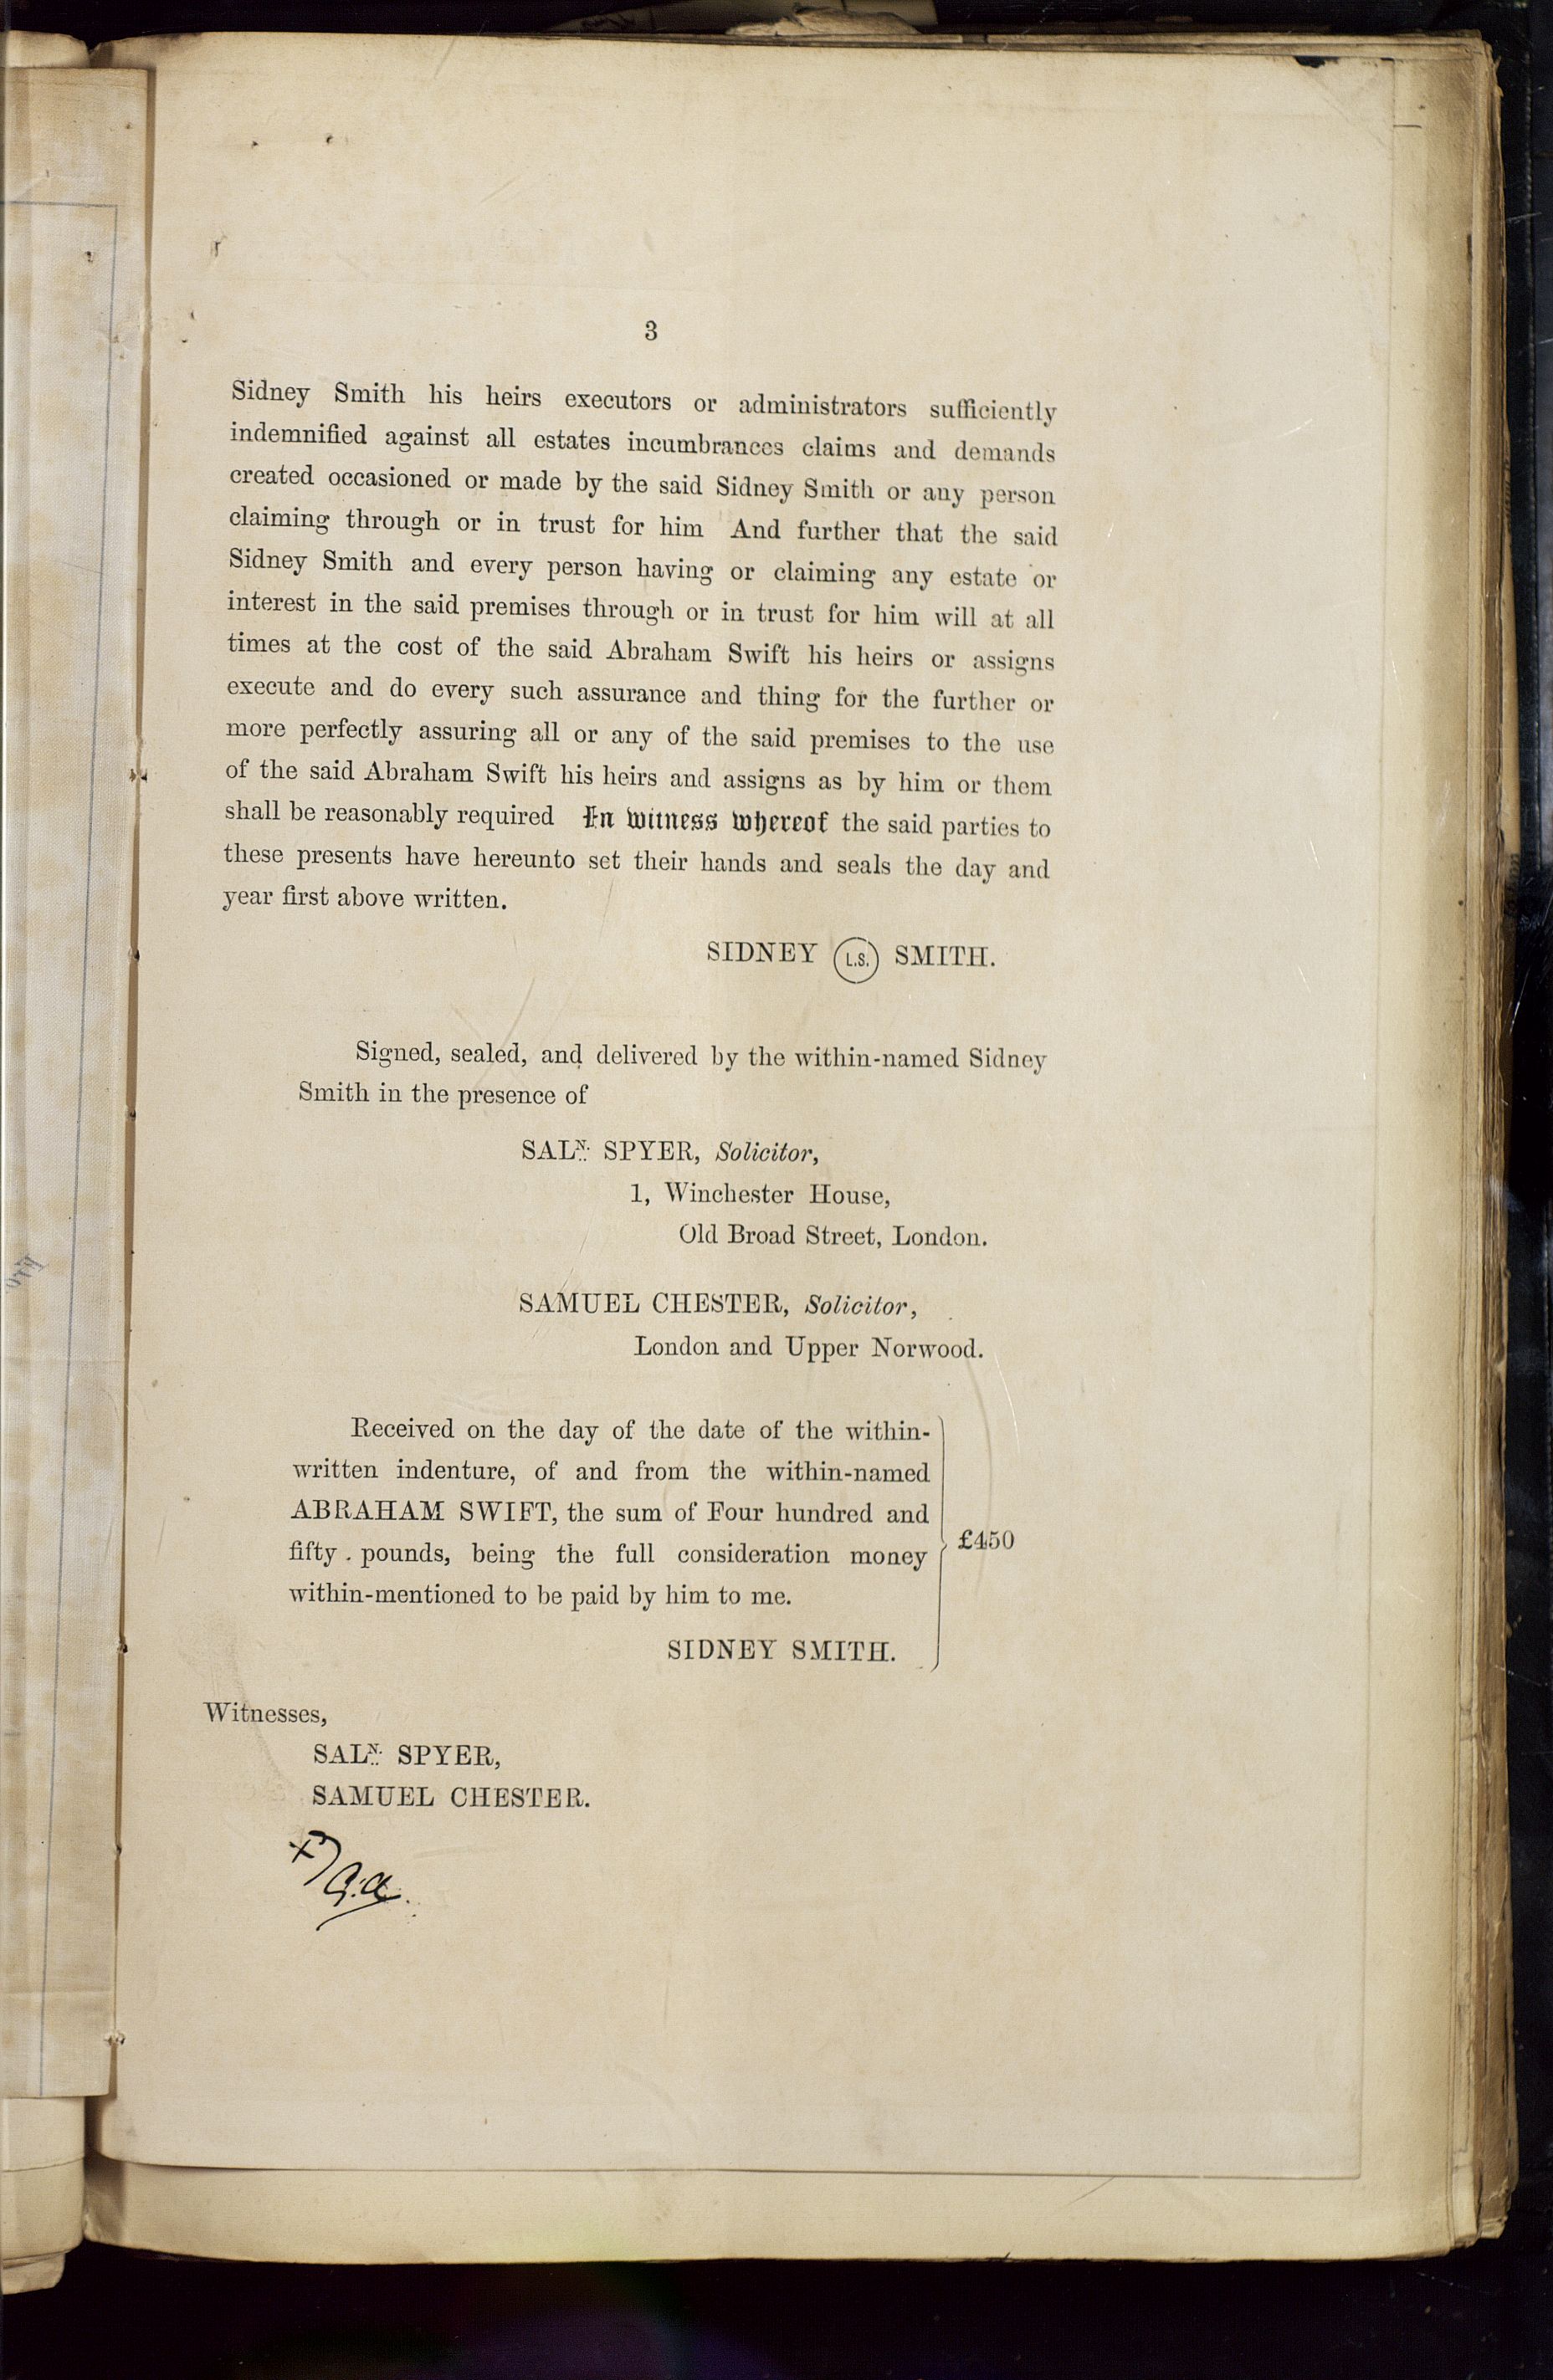 3
Sidney Smith his heirs executors or administrators sufficiently
indemnified against all estates incumbrances claims and demands
created occasioned or made by the said Sidney Smith or any person
claiming through or in trust for him And further that the said
Sidney Smith and every person having or claiming any estate or
interest in the said premises through or in trust for him will at all
times at the cost of the said Abraham Swift his heirs or assigns
execute and do every such assurance and thing for the further or
more perfectly assuring all or any of the said premises to the use
of the said Abraham Swift his heirs and assigns as by him or them
shall be reasonably required In witness whereof the said parties to
these presents have hereunto set their hands and seals the day and
year first above written.
SIDNEY L.S. SMITH.
Signed, sealed, and delivered by the within-named Sidney
Smith in the presence of
SALN. SPYER, Solicitor,
1, Winchester House,
Old Broad Street, London.
SAMUEL CHESTER, Solicitor,
London and Upper Norwood.
Received on the day of the date of the within-
written indenture, of and from the within-named
ABRAHAM SWIFT, the sum of Four hundred and
fifty pounds, being the full consideration money
within-mentioned to be paid by him to me.
£450
SIDNEY SMITH.
Witnesses,
SALN. SPYER,
SAMUEL CHESTER.